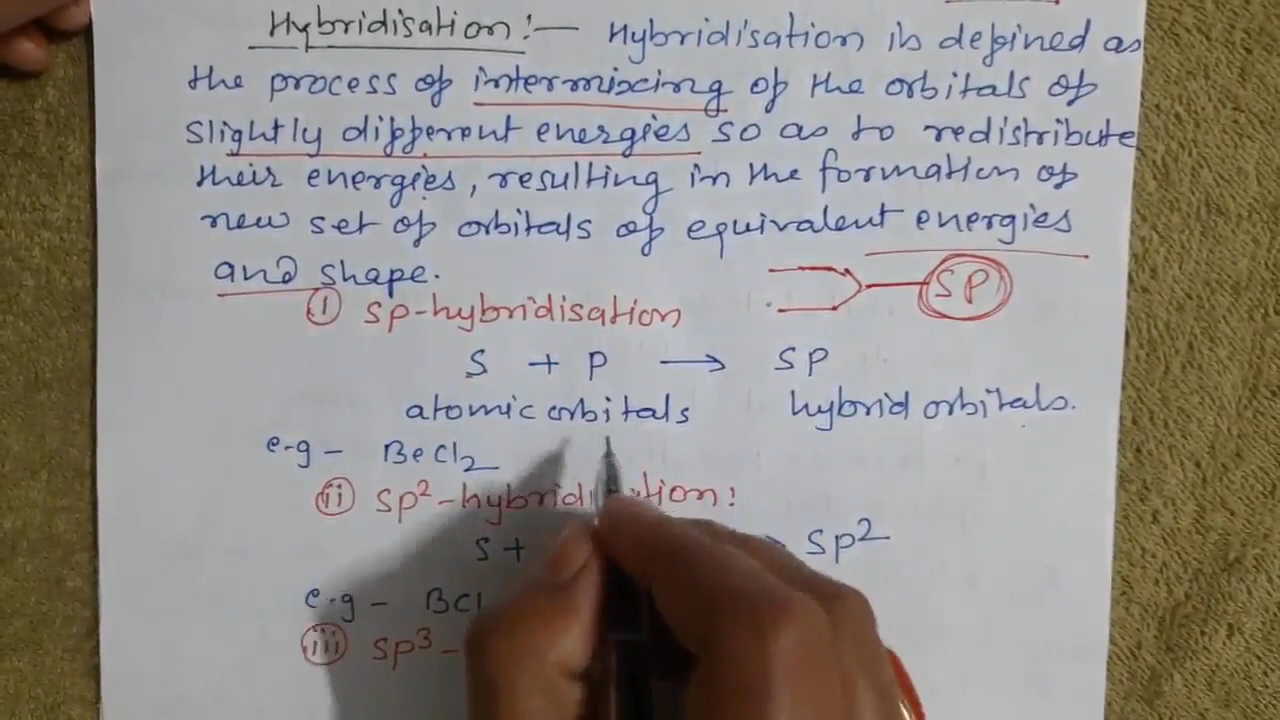 Hybridisation :- Hybridisation is defined as
the process of intermixing of the orbitals of
slightly different energies so as to redistribute
their energies, resulting in the formation of
new set of orbitals of equivalent energies
and shape.
SP
(i) sp-hybridisation
S + P → SP
atomic orbitals hybrid orbitals.
e-g - BeCl2
(ii) sp2-hybridisation:
S + → SP2
e-g - BCl
(iii) sp3-